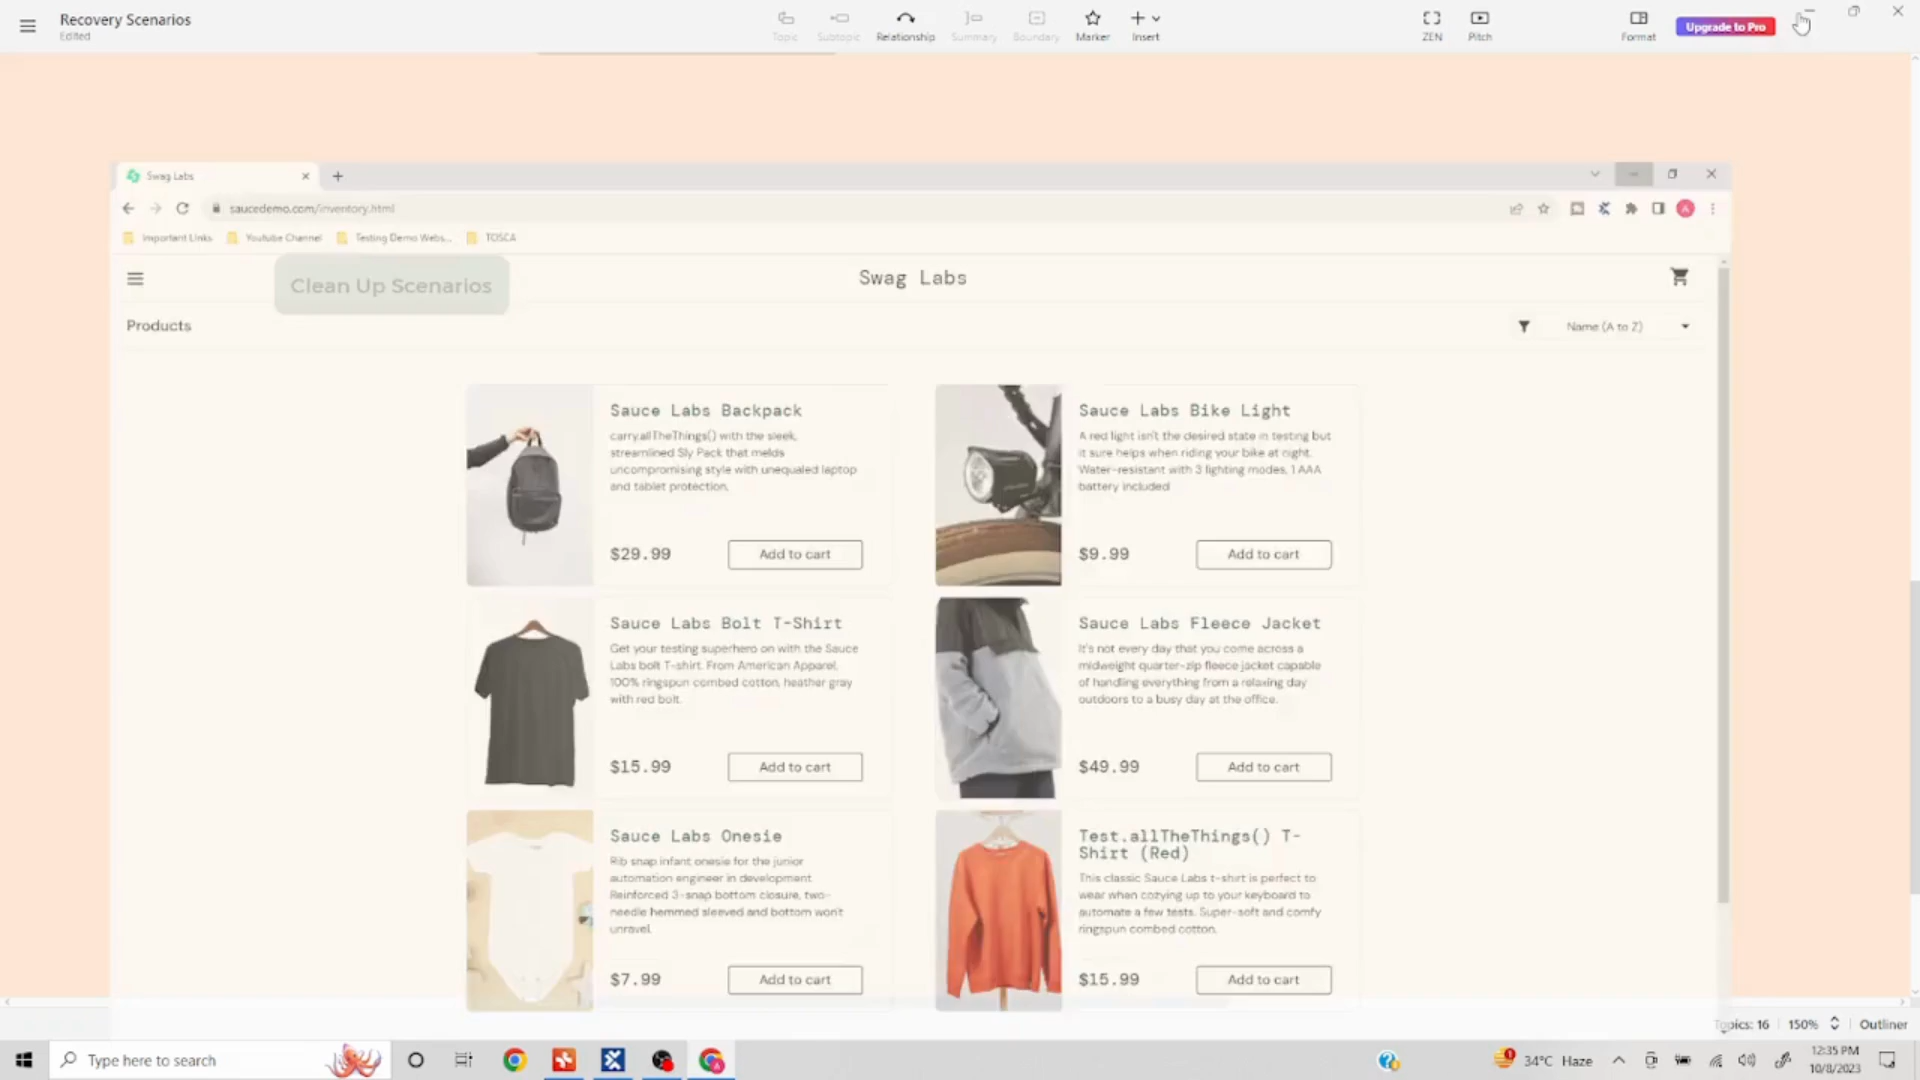 Recovery Scenarios
Edited
Topic
Subtopic
Relationship
Summary
Boundary
Marker
Insert
ZEN
Pitch
Format
Upgrade to Pro
Swag Labs
saucedemo.com/inventory.html
Important Links
Youtube Channel
Testing Demo Webs...
TOSCA
Clean Up Scenarios
Swag Labs
Products
Name (A to Z)
Sauce Labs Backpack
carry.allTheThings() with the sleek,
streamlined Sly Pack that melds
uncompromising style with unequaled laptop
and tablet protection.
$29.99
Add to cart
Sauce Labs Bike Light
A red light isn't the desired state in testing but
it sure helps when riding your bike at night.
Water-resistant with 3 lighting modes, 1 AAA
battery included
$9.99
Add to cart
Sauce Labs Bolt T-Shirt
Get your testing superhero on with the Sauce
Labs bolt T-shirt. From American Apparel,
100% ringspun combed cotton, heather gray
with red bolt.
$15.99
Add to cart
Sauce Labs Fleece Jacket
It's not every day that you come across a
midweight quarter-zip fleece jacket capable
of handling everything from a relaxing day
outdoors to a busy day at the office.
$49.99
Add to cart
Sauce Labs Onesie
Rib snap infant onesie for the junior
automation engineer in development.
Reinforced 3-snap bottom closure, two-
needle hemmed sleeved and bottom won't
unravel.
$7.99
Add to cart
Test.allTheThings() T-
Shirt (Red)
This classic Sauce Labs t-shirt is perfect to
wear when cozying up to your keyboard to
automate a few tests. Super-soft and comfy
ringspun combed cotton.
$15.99
Add to cart
Topics: 16
150%
Outliner
Type here to search
34°C Haze
12:35 PM
10/8/2023